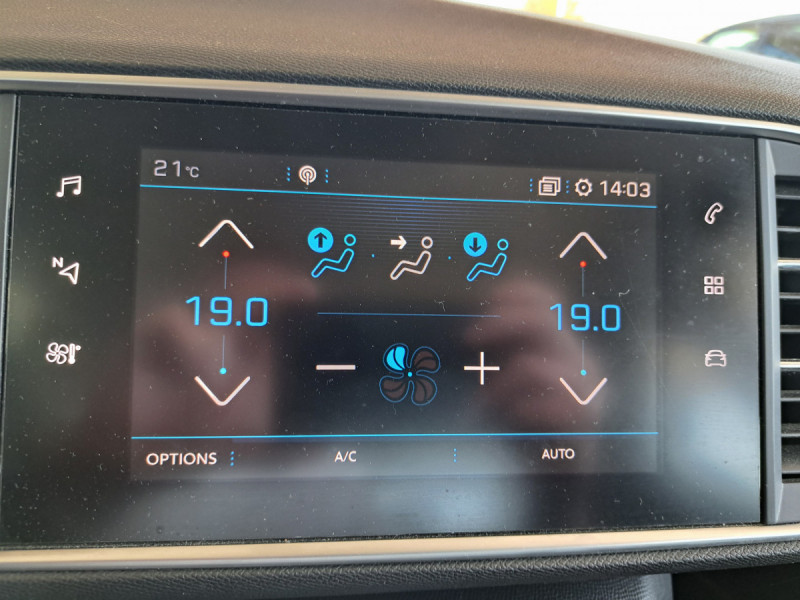 21°C
14:03
N
19.0
19.0
OPTIONS
A/C
AUTO